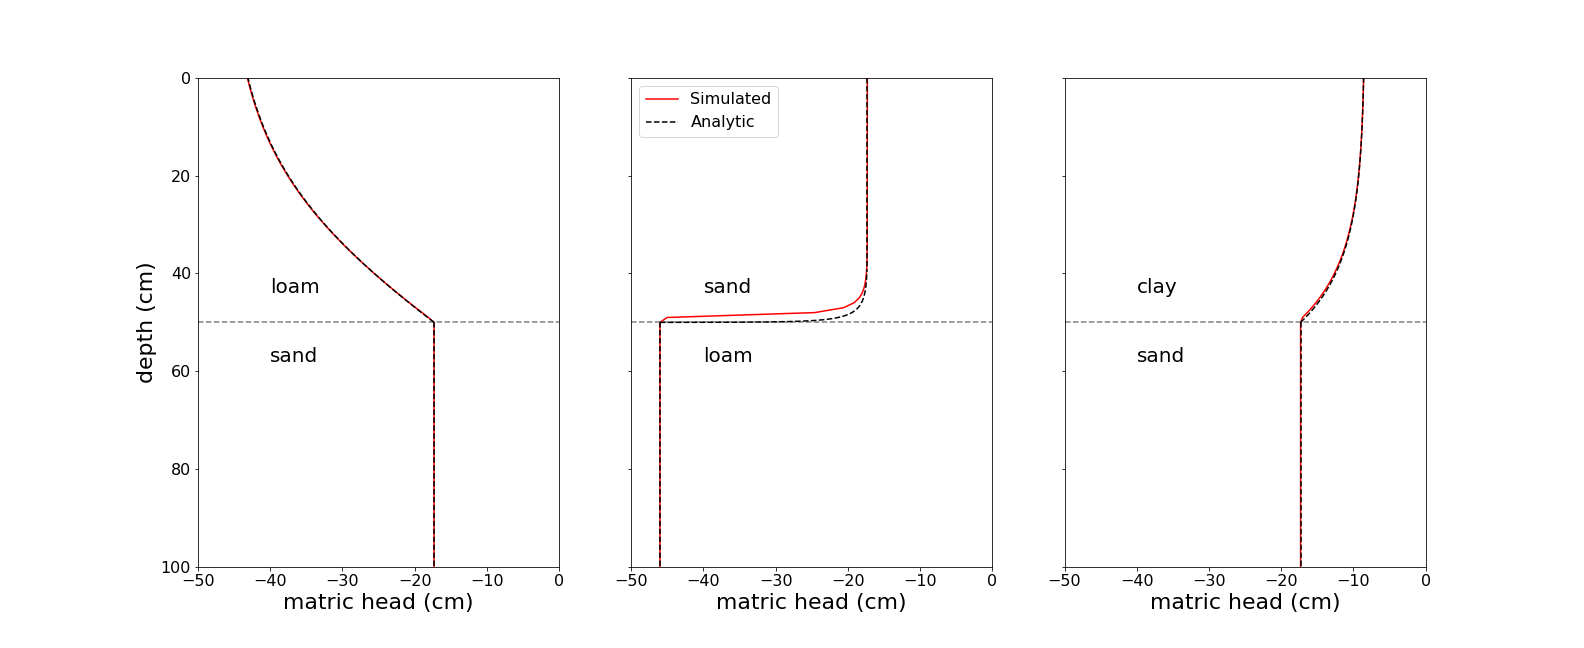 0
20
40
60
80
100
depth (cm)
loam
sand
−50 −40 −30 −20 −10 0
matric head (cm)
Simulated
Analytic
sand
loam
−50 −40 −30 −20 −10 0
matric head (cm)
clay
sand
−50 −40 −30 −20 −10 0
matric head (cm)